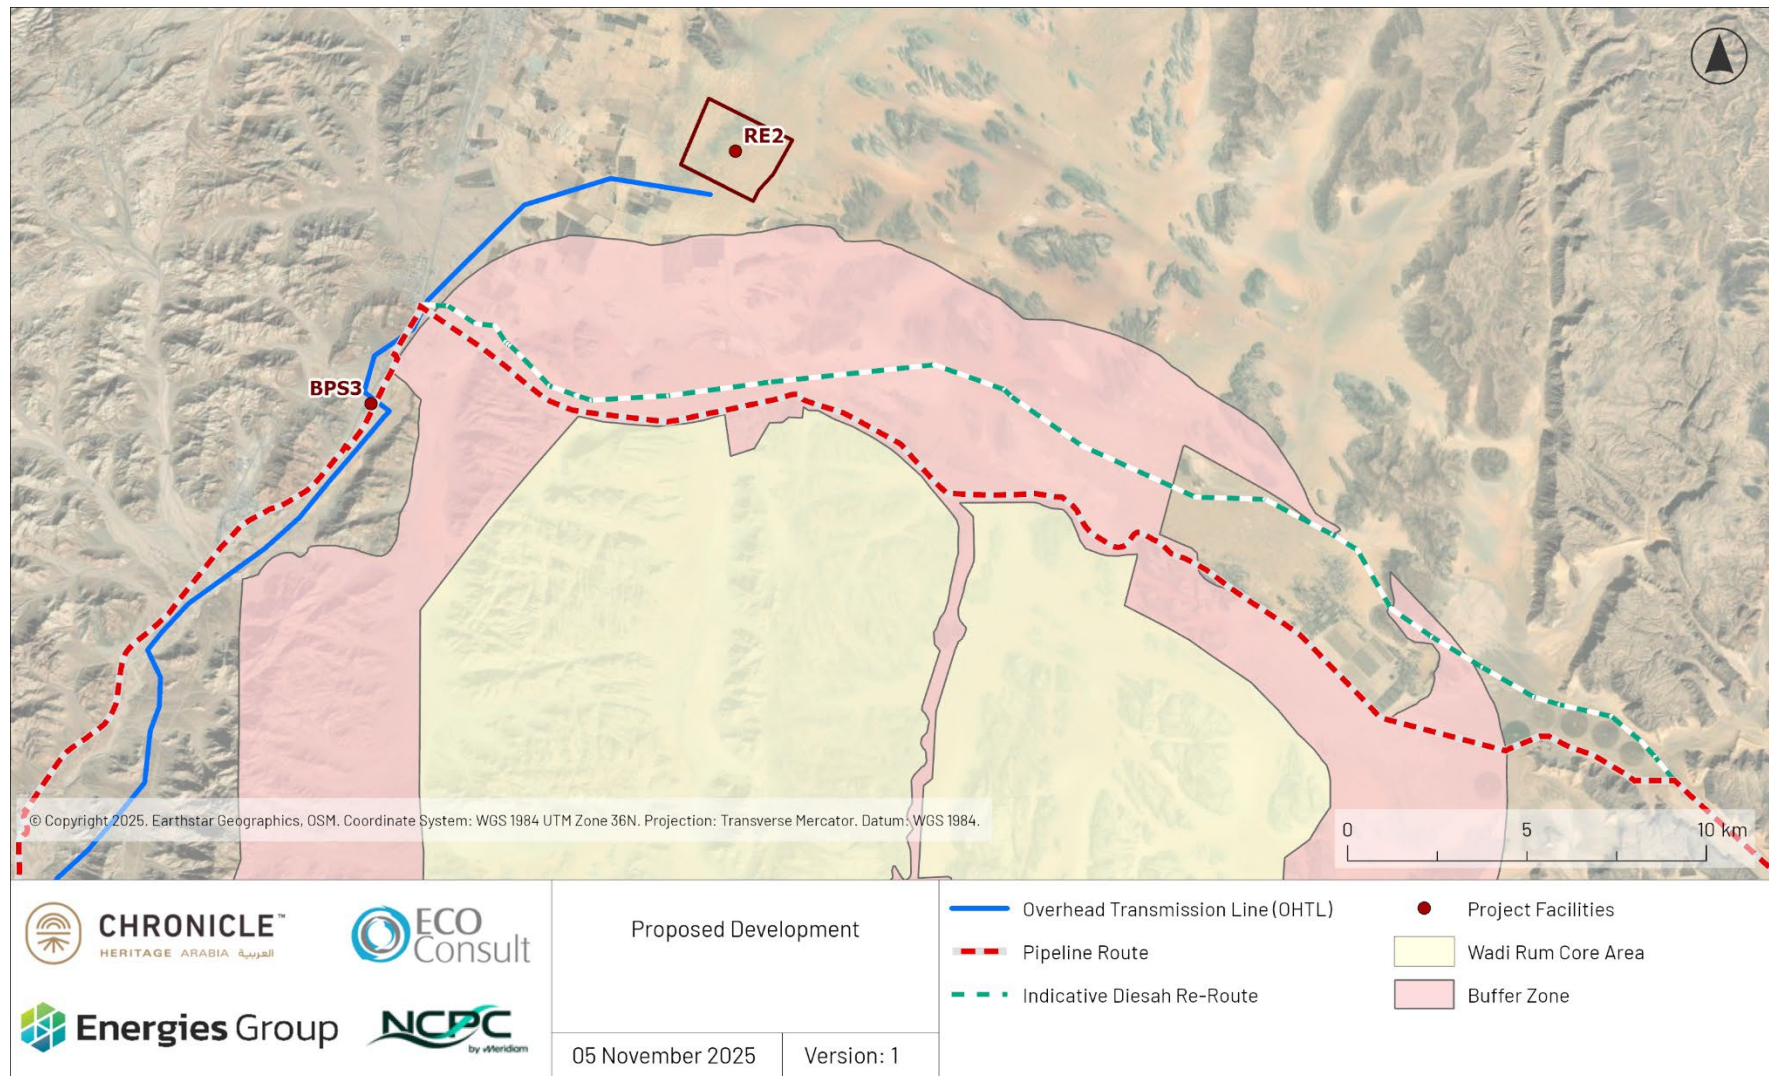 RE2
BPS3
© Copyright 2025. Earthstar Geographics, OSM. Coordinate System: WGS 1984 UTM Zone 36N. Projection: Transverse Mercator. Datum: WGS 1984.
0 5 10 km
CHRONICLE™
HERITAGE ARABIA العربية
ECO
Consult
Energies Group
NCPC
by Meridiam
Proposed Development
05 November 2025
Version: 1
Overhead Transmission Line (OHTL)
Pipeline Route
Indicative Diesah Re-Route
Project Facilities
Wadi Rum Core Area
Buffer Zone